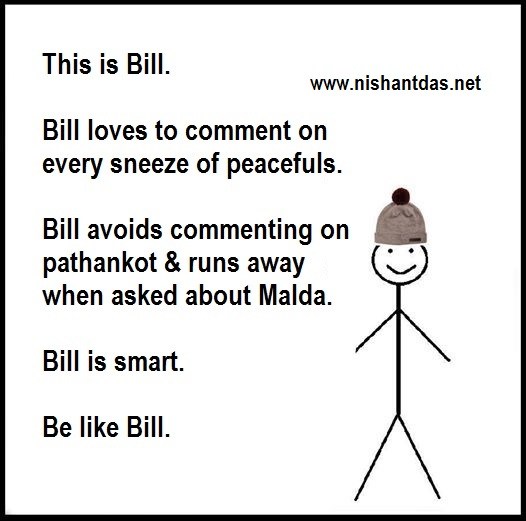 This is Bill.
www.nishantdas.net
Bill loves to comment on
every sneeze of peacefuls.
Bill avoids commenting on
pathankot & runs away
when asked about Malda.
Bill is smart.
Be like Bill.